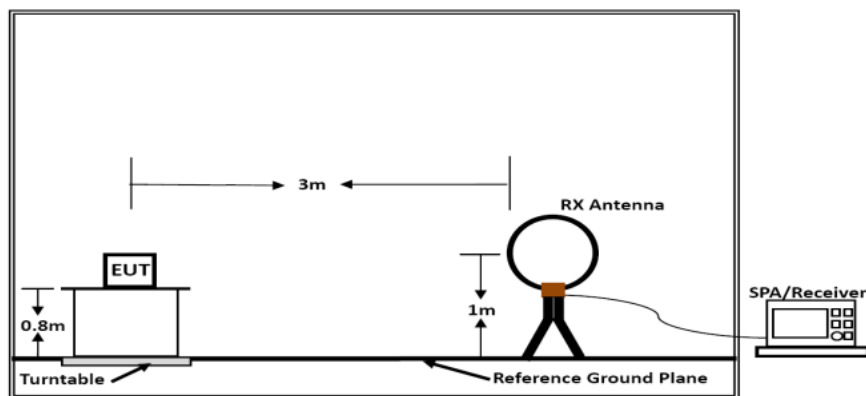 3m
RX Antenna
EUT
SPA/Receiver
0.8m
1m
Turntable
Reference Ground Plane